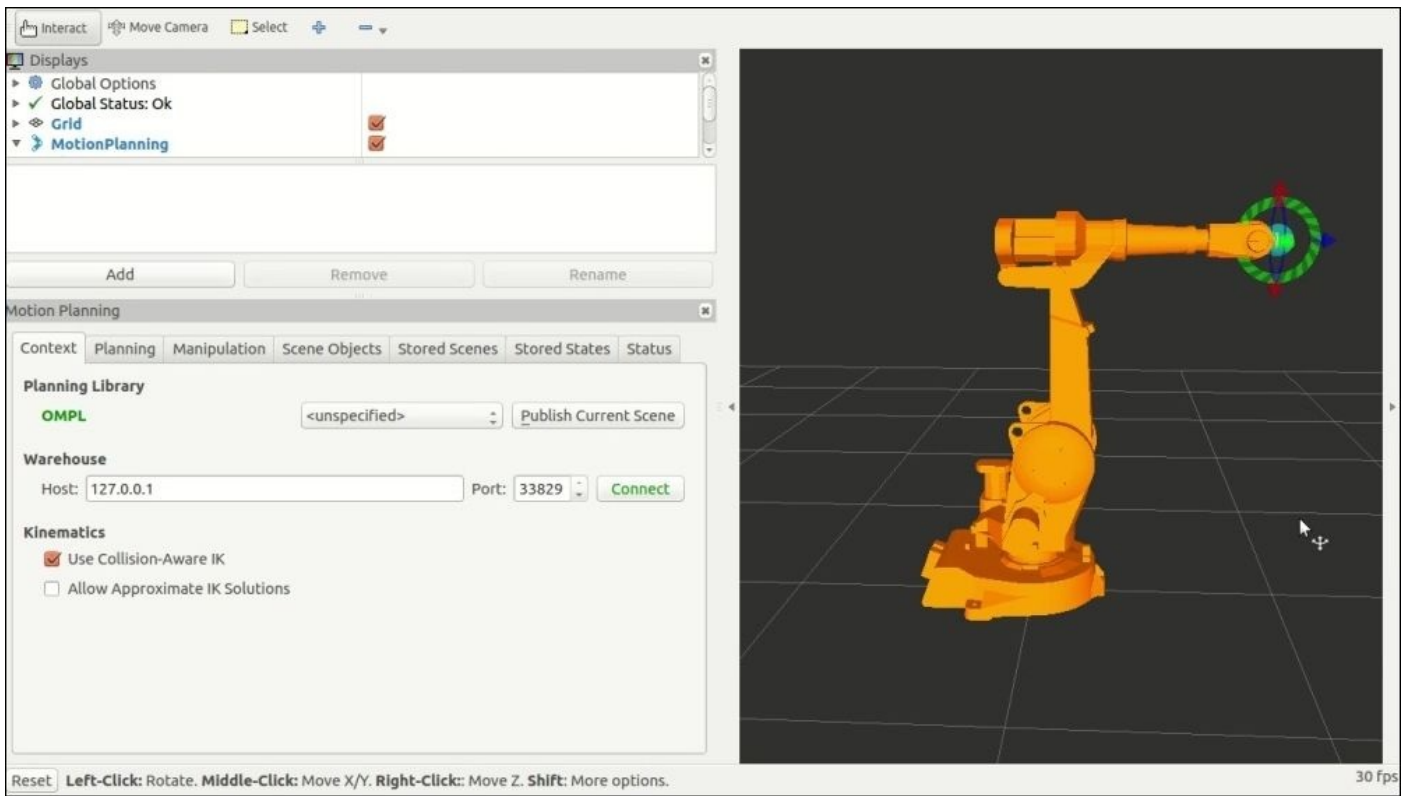 Interact Move Camera Select
Displays
Global Options
Global Status: Ok
Grid
MotionPlanning
Add Remove Rename
Motion Planning
Context Planning Manipulation Scene Objects Stored Scenes Stored States Status
Planning Library
OMPL <unspecified> Publish Current Scene
Warehouse
Host: 127.0.0.1 Port: 33829 Connect
Kinematics
Use Collision-Aware IK
Allow Approximate IK Solutions
Reset Left-Click: Rotate. Middle-Click: Move X/Y. Right-Click:: Move Z. Shift: More options. 30 fps